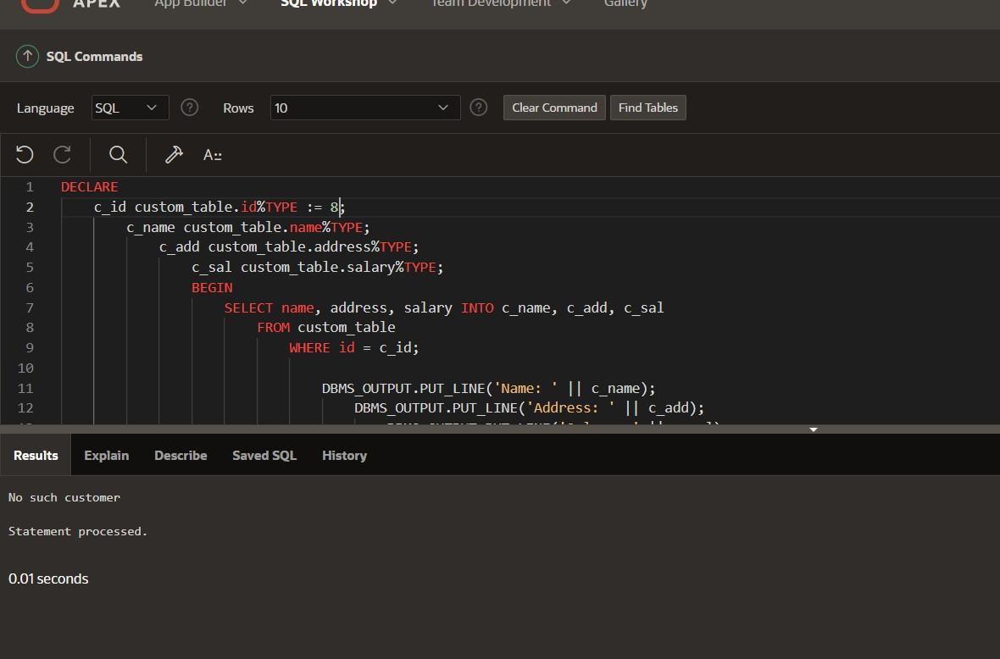 APEX App Builder SQL Workshop Team Development Gallery
SQL Commands
Language SQL ? Rows 10 ? Clear Command Find Tables
A::
1 DECLARE
2 c_id custom_table.id%TYPE := 8;
3 c_name custom_table.name%TYPE;
4 c_add custom_table.address%TYPE;
5 c_sal custom_table.salary%TYPE;
6 BEGIN
7 SELECT name, address, salary INTO c_name, c_add, c_sal
8 FROM custom_table
9 WHERE id = c_id;
10
11 DBMS_OUTPUT.PUT_LINE('Name: ' || c_name);
12 DBMS_OUTPUT.PUT_LINE('Address: ' || c_add);
Results Explain Describe Saved SQL History
No such customer
Statement processed.
0.01 seconds